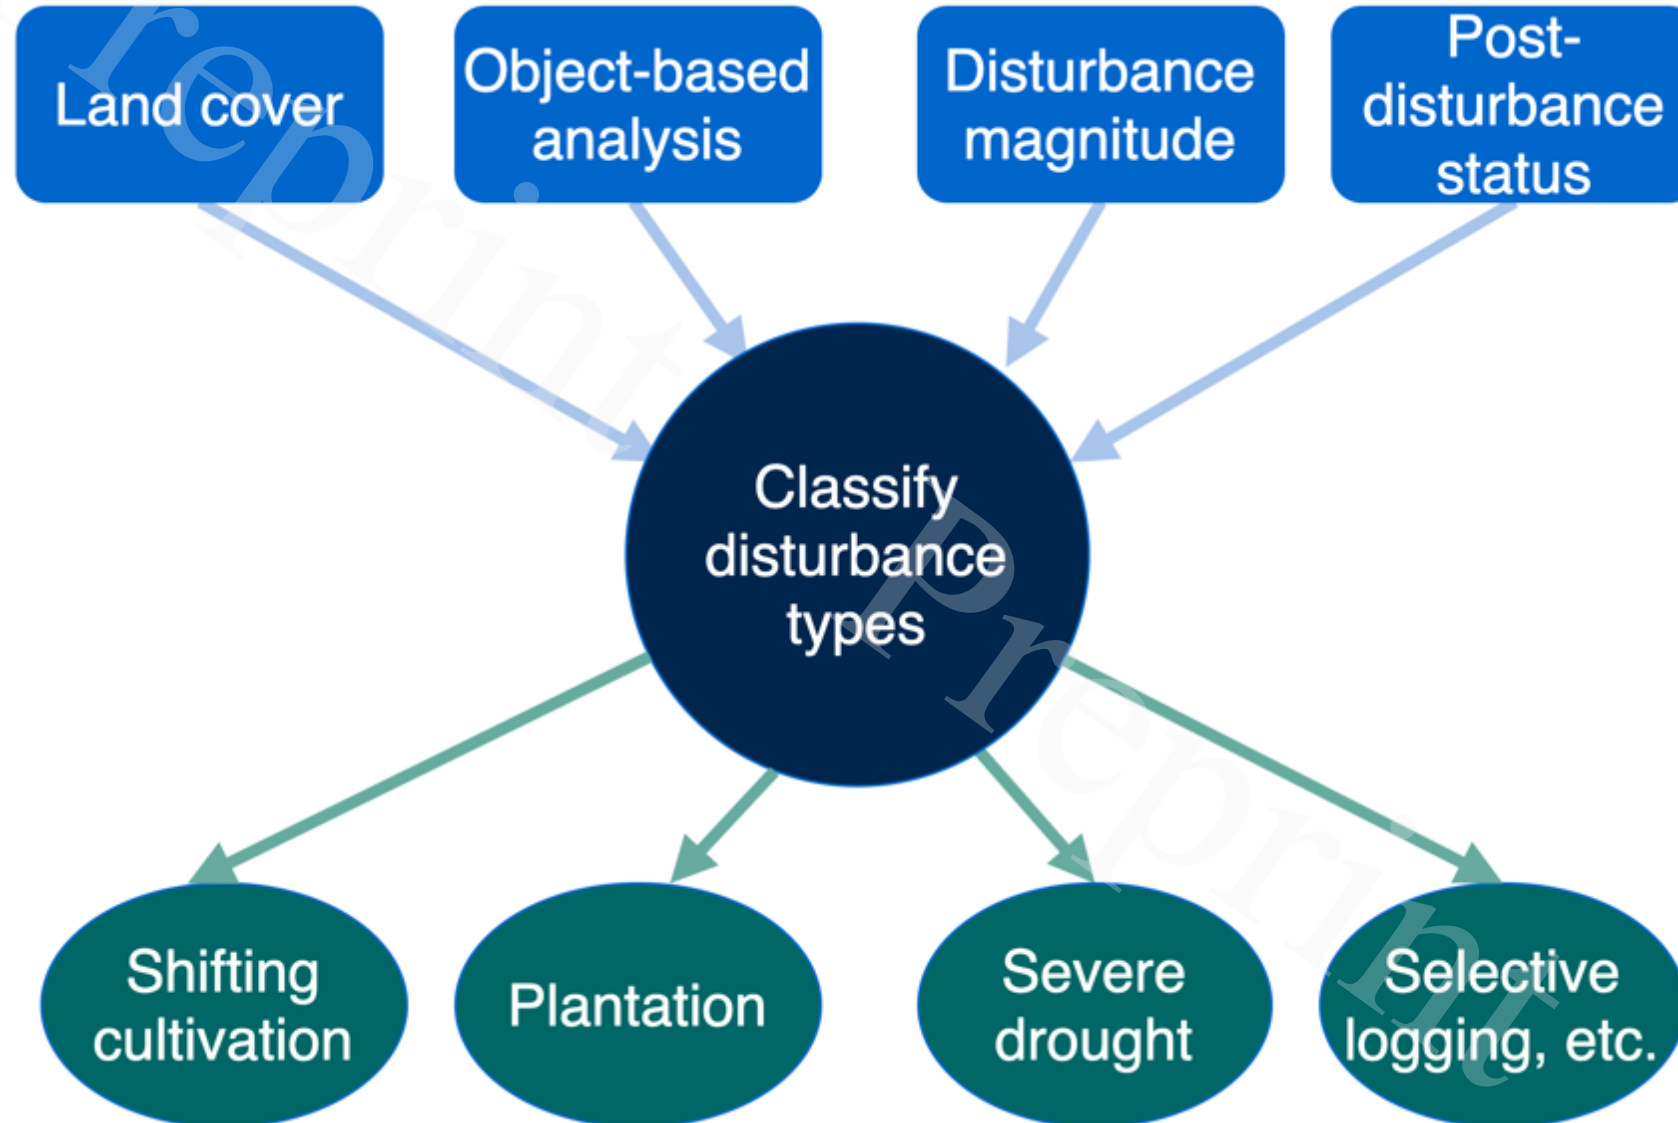 Land cover
Object-based
analysis
Disturbance
magnitude
Post-
disturbance
status
Classify
disturbance
types
Shifting
cultivation
Plantation
Severe
drought
Selective
logging, etc.
reprint
Preprint